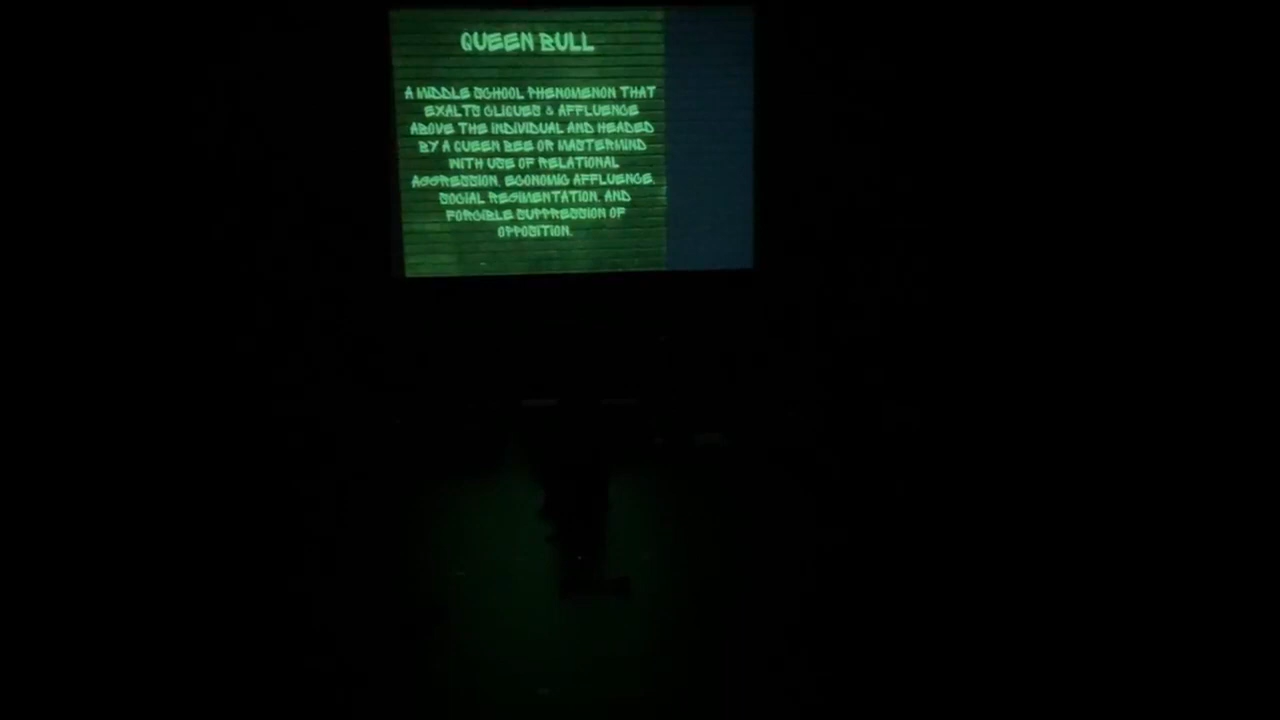 QUEEN BULL
A MIDDLE SCHOOL PHENOMENON THAT
EXALTS CLIQUES & AFFLUENCE
ABOVE THE INDIVIDUAL AND HEADED
BY A QUEEN BEE OR MASTERMIND
WITH USE OF RELATIONAL
AGGRESSION, ECONOMIC AFFLUENCE,
SOCIAL REGIMENTATION, AND
FORCIBLE SUPPRESSION OF
OPPOSITION.